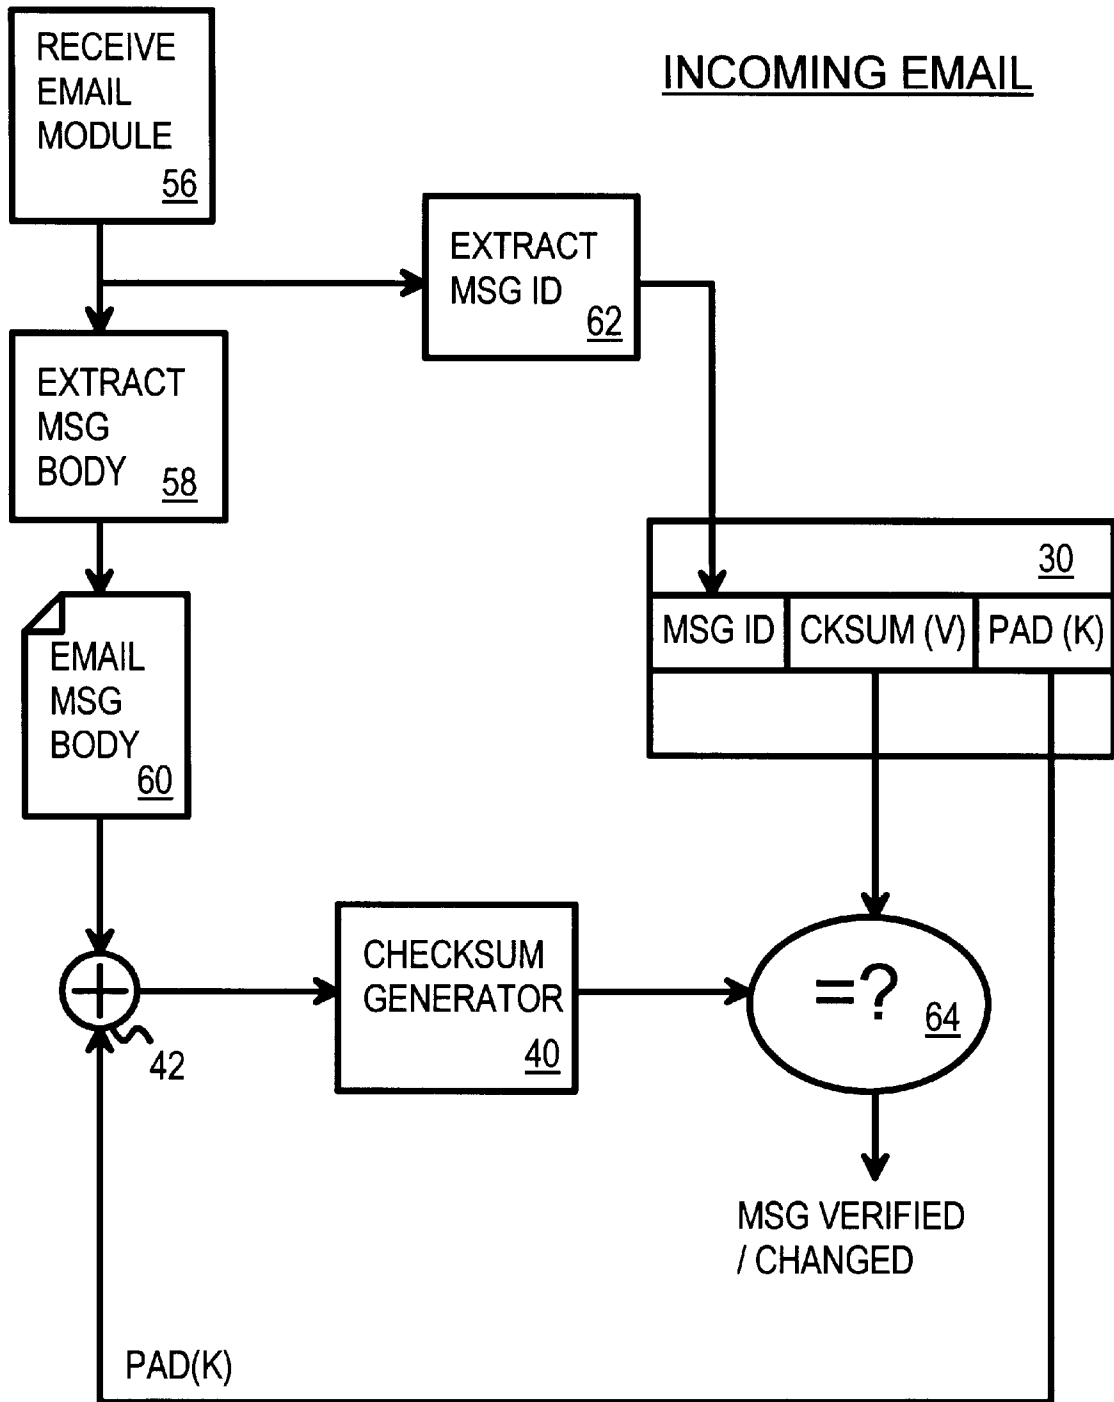 RECEIVE
EMAIL
MODULE
56
INCOMING EMAIL
EXTRACT
MSG ID
62
EXTRACT
MSG
BODY
58
30
MSG ID
CKSUM (V)
PAD (K)
EMAIL
MSG
BODY
60
CHECKSUM
GENERATOR
40
=?
64
42
MSG VERIFIED
/ CHANGED
PAD(K)